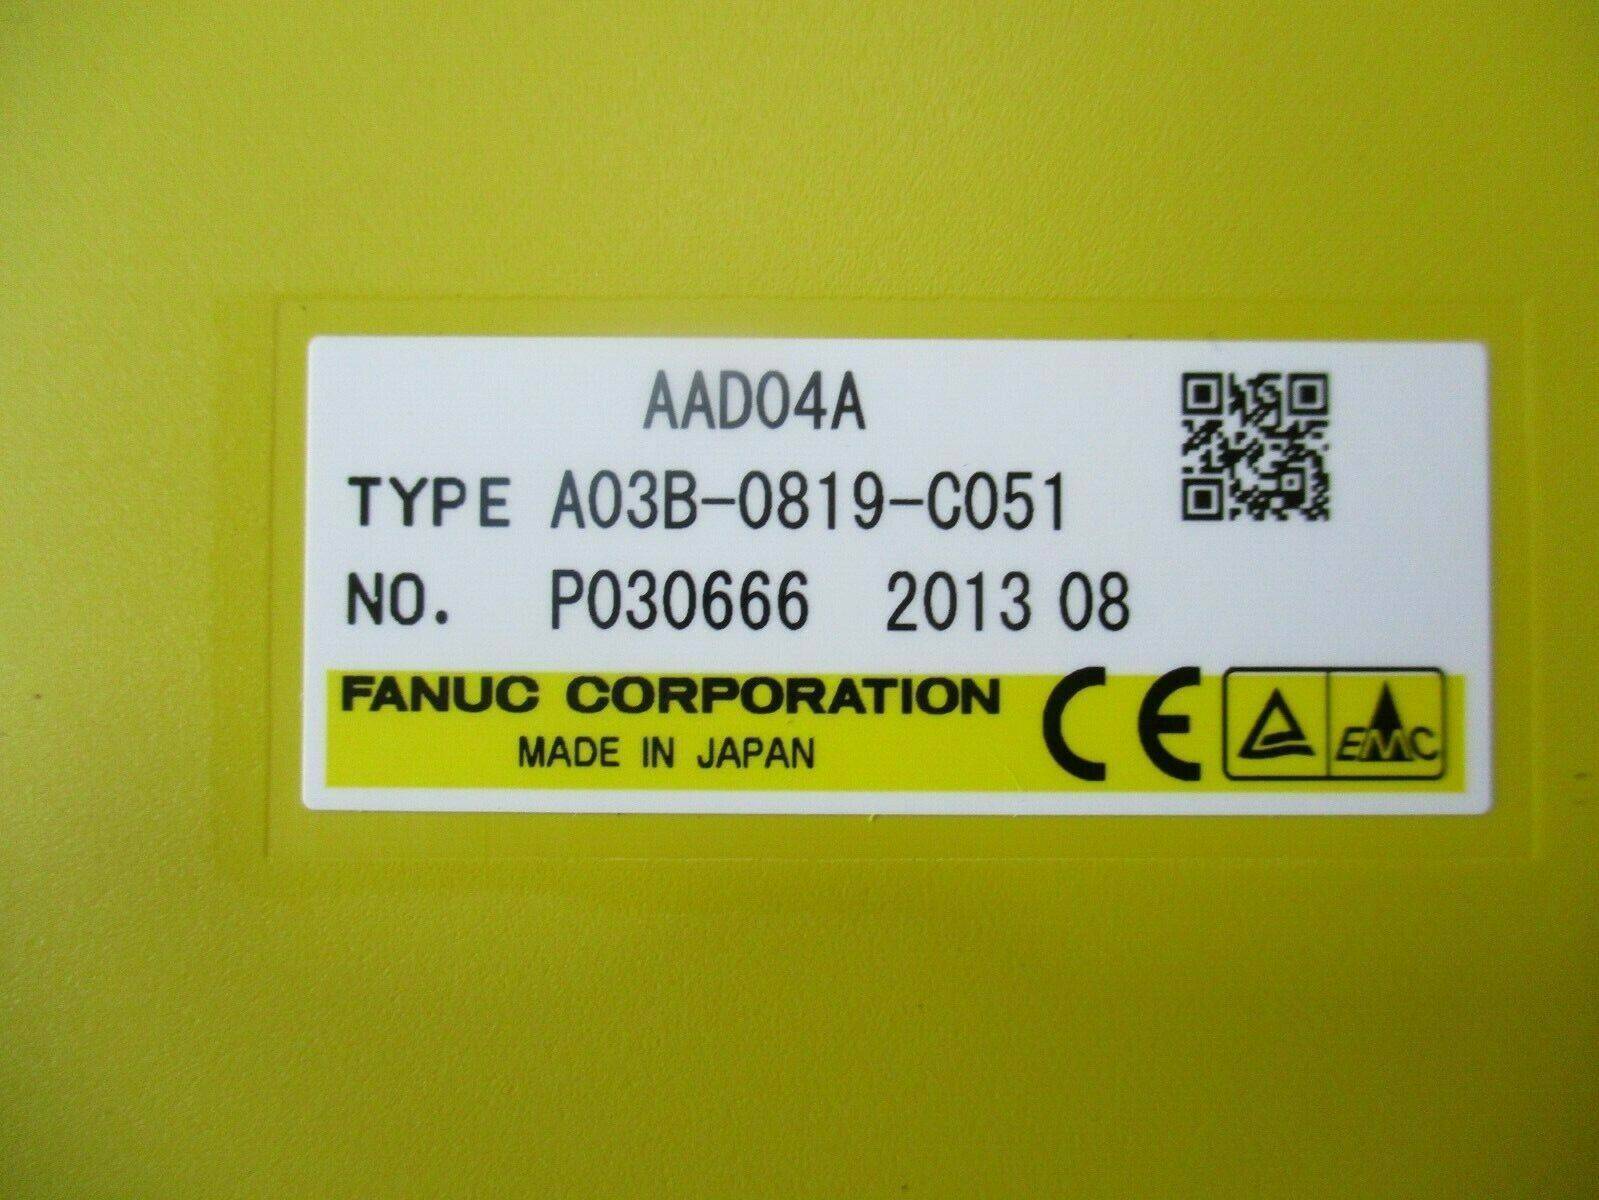 AAD04A
TYPE A03B-0819-C051
NO. P030666 2013 08
FANUC CORPORATION
MADE IN JAPAN
CE
EMC